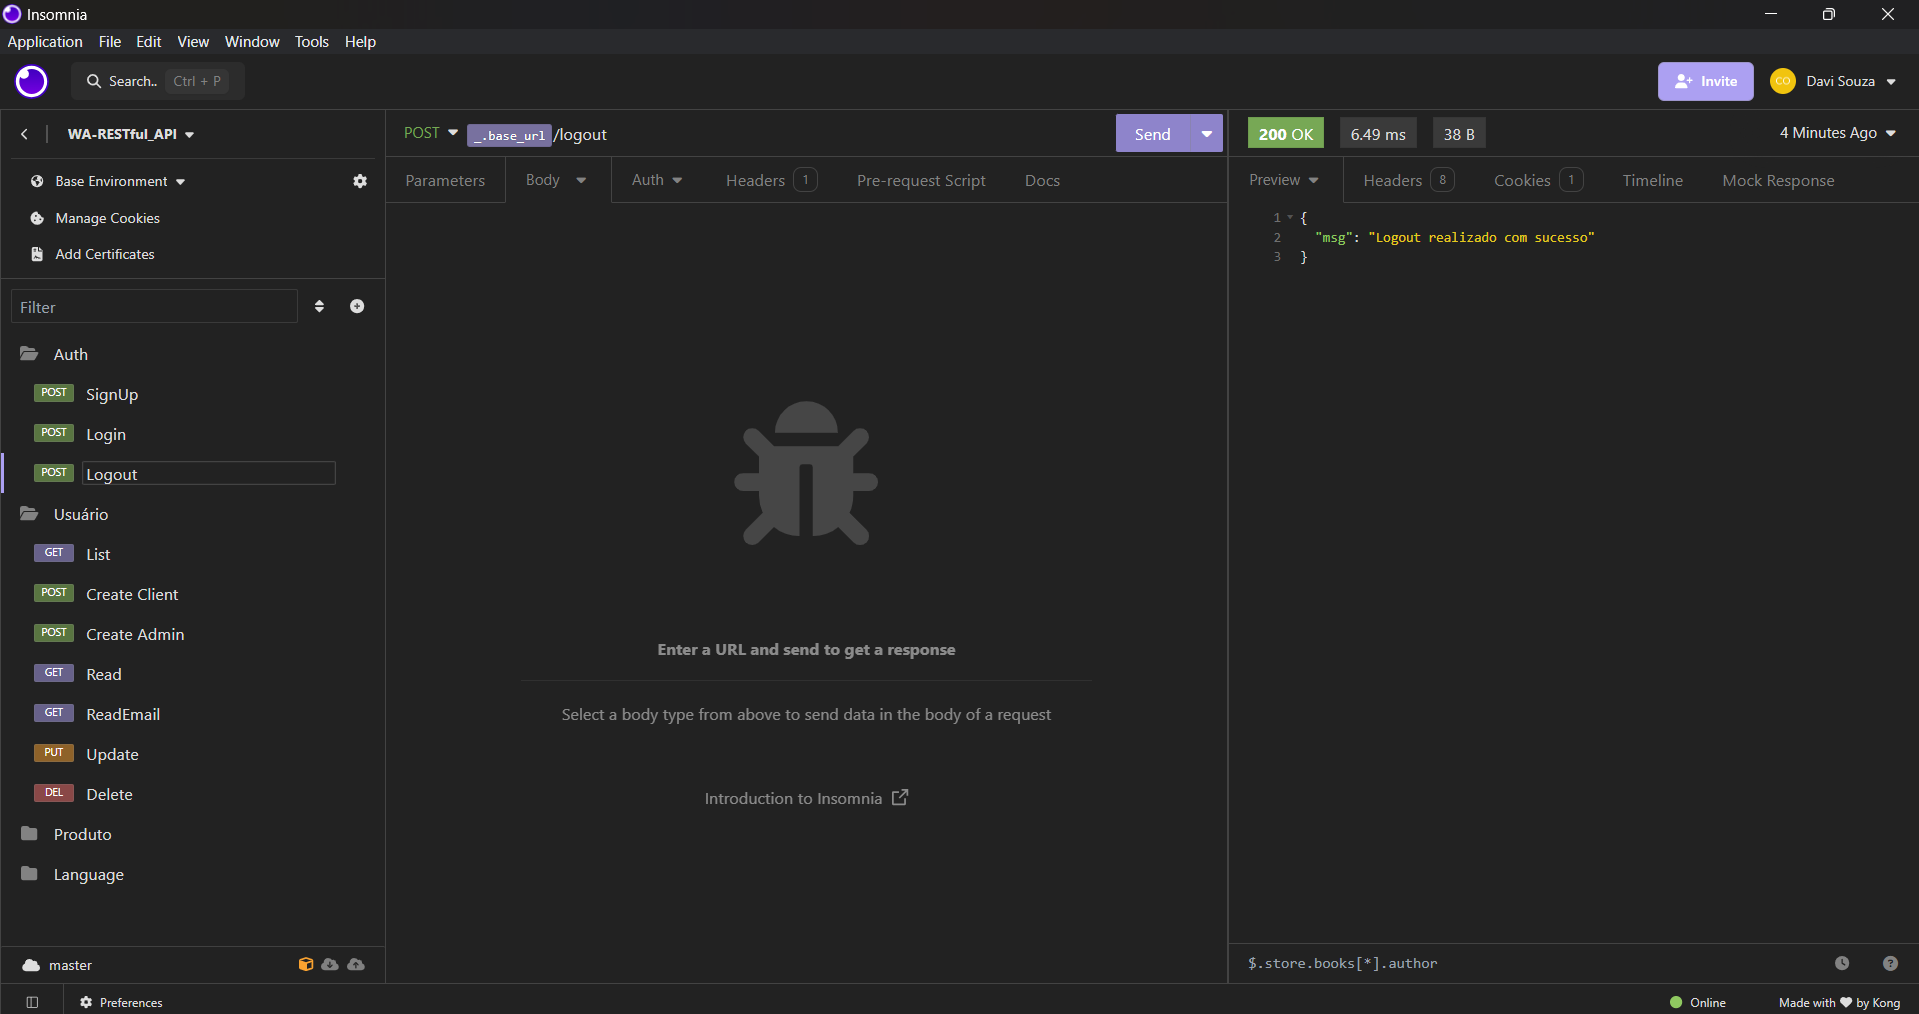 Insomnia
Application File Edit View Window Tools Help
Search.. Ctrl + P
Invite
CO Davi Souza
WA-RESTful_API
Base Environment
Manage Cookies
Add Certificates
Filter
Auth
POST SignUp
POST Login
POST Logout
Usuário
GET List
POST Create Client
POST Create Admin
GET Read
GET ReadEmail
PUT Update
DEL Delete
Produto
Language
master
POST _.base_url /logout
Send
Parameters Body Auth Headers 1 Pre-request Script Docs
Enter a URL and send to get a response
Select a body type from above to send data in the body of a request
Introduction to Insomnia
200 OK 6.49 ms 38 B
4 Minutes Ago
Preview Headers 8 Cookies 1 Timeline Mock Response
1 {
2 "msg": "Logout realizado com sucesso"
3 }
$.store.books[*].author
Preferences
Online
Made with ❤ by Kong